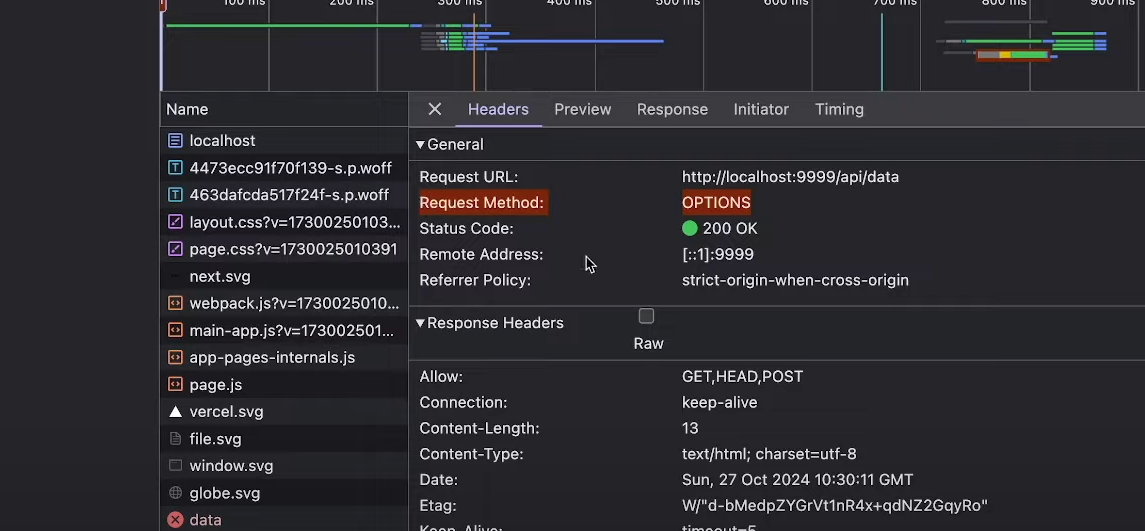 100 ms 200 ms 300 ms 400 ms 500 ms 600 ms 700 ms 800 ms 900 ms
Name
Headers Preview Response Initiator Timing
localhost
General
4473ecc91f70f139-s.p.woff
Request URL: http://localhost:9999/api/data
463dafcda517f24f-s.p.woff
Request Method: OPTIONS
layout.css?v=17300250103...
Status Code: 200 OK
page.css?v=1730025010391
Remote Address: [::1]:9999
next.svg
Referrer Policy: strict-origin-when-cross-origin
webpack.js?v=1730025010...
main-app.js?v=173002501...
Response Headers
Raw
app-pages-internals.js
page.js
Allow: GET,HEAD,POST
vercel.svg
Connection: keep-alive
file.svg
Content-Length: 13
window.svg
Content-Type: text/html; charset=utf-8
globe.svg
Date: Sun, 27 Oct 2024 10:30:11 GMT
Etag: W/"d-bMedpZYGrVt1nR4x+qdNZ2GqyRo"
data
Keep-Alive: timeout=5